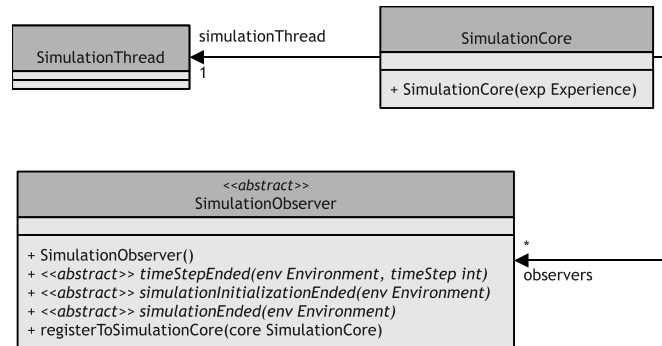 simulationThread
SimulationCore
SimulationThread
1
+ SimulationCore(exp Experience)
<<abstract>>
SimulationObserver
+ SimulationObserver()
+ <<abstract>> timeStepEnded(env Environment, timeStep int)
+ <<abstract>> simulationInitializationEnded(env Environment)
+ <<abstract>> simulationEnded(env Environment)
+ registerToSimulationCore(core SimulationCore)
*
observers